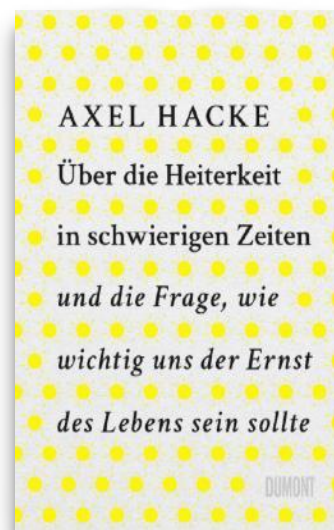 AXEL HACKE
Über die Heiterkeit
in schwierigen Zeiten
und die Frage, wie
wichtig uns der Ernst
des Lebens sein sollte
DUMONT